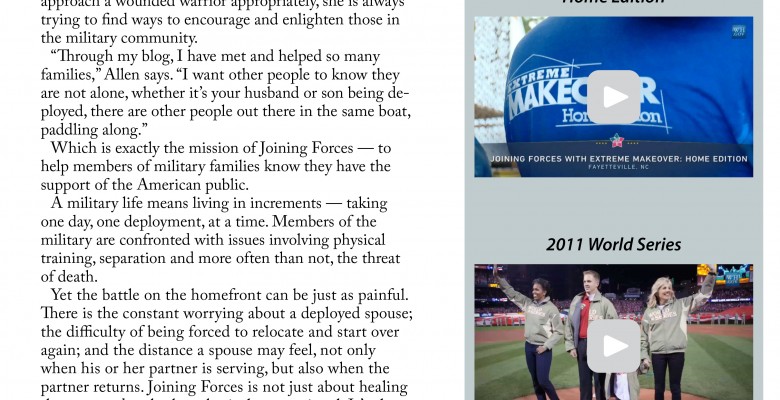 approach a wounded warrior appropriately, she is always
trying to find ways to encourage and enlighten those in
the military community.
“Through my blog, I have met and helped so many
families,” Allen says. “I want other people to know they
are not alone, whether it’s your husband or son being de-
ployed, there are other people out there in the same boat,
paddling along.”
Which is exactly the mission of Joining Forces — to
help members of military families know they have the
support of the American public.
A military life means living in increments — taking
one day, one deployment, at a time. Members of the
military are confronted with issues involving physical
training, separation and more often than not, the threat
of death.
Yet the battle on the homefront can be just as painful.
There is the constant worrying about a deployed spouse;
the difficulty of being forced to relocate and start over
again; and the distance a spouse may feel, not only
when his or her partner is serving, but also when the
partner returns. Joining Forces is not just about healing
Home Edition
EXTREME
MAKEOVER
Home Edition
JOINING FORCES WITH EXTREME MAKEOVER: HOME EDITION
FAYETTEVILLE, NC
2011 World Series